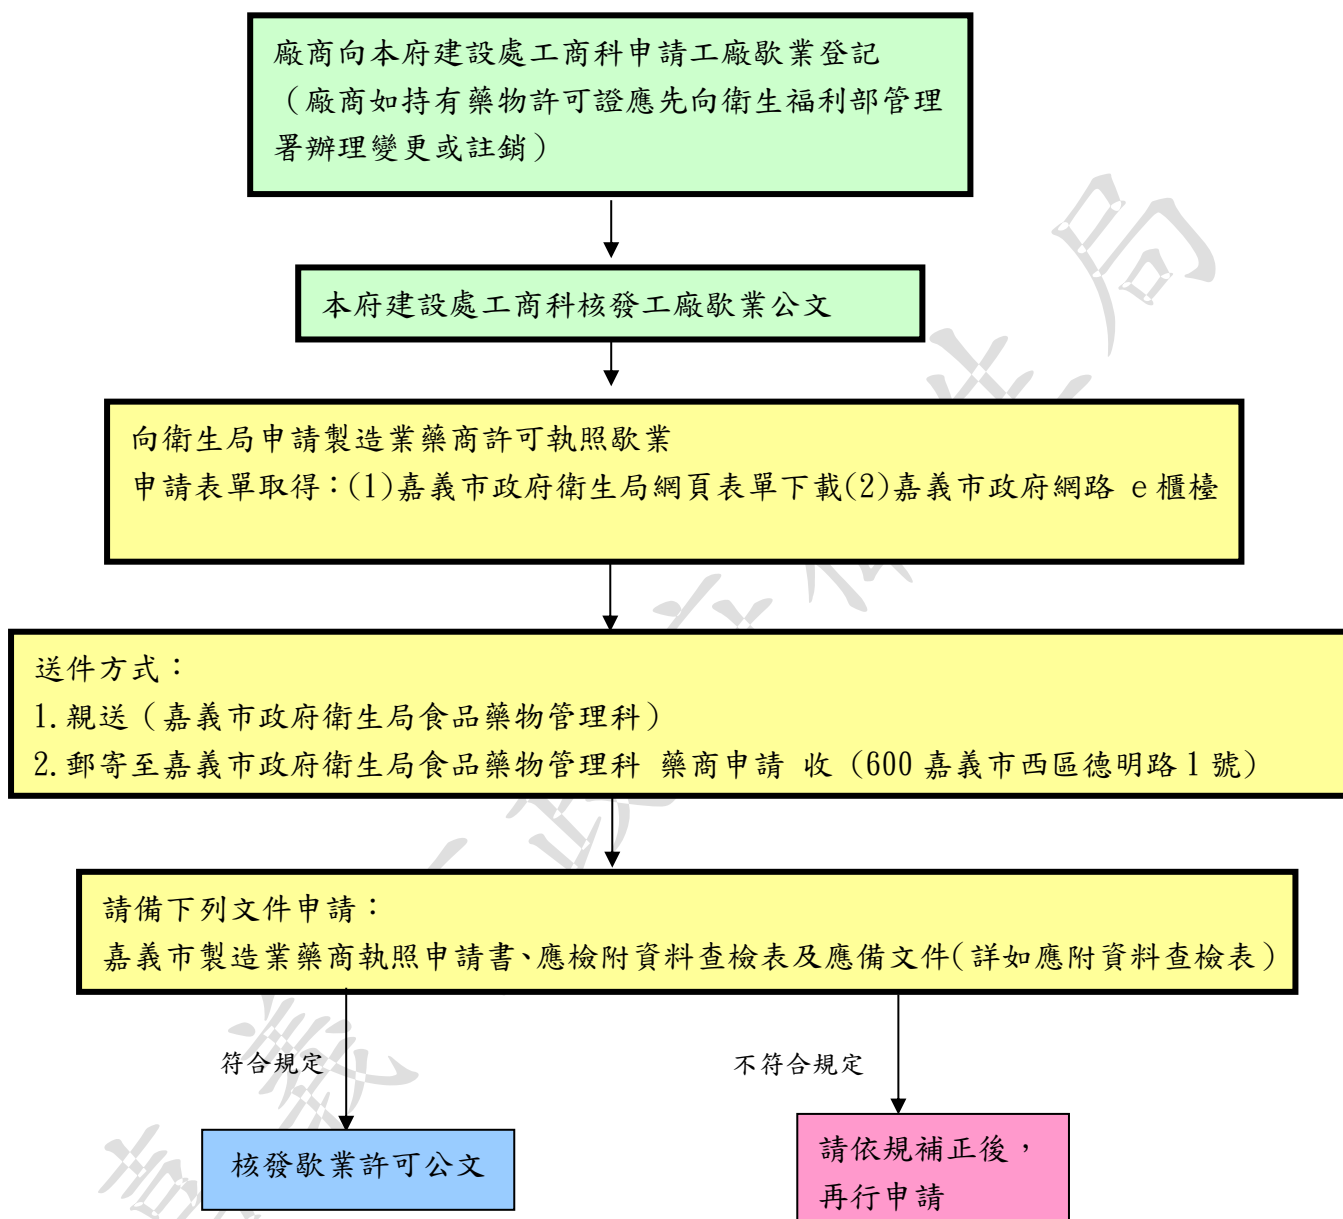 廠商向本府建設處工商科申請工廠歇業登記
（廠商如持有藥物許可證應先向衛生福利部管理
署辦理變更或註銷）
本府建設處工商科核發工廠歇業公文
向衛生局申請製造業藥商許可執照歇業
申請表單取得：(1)嘉義市政府衛生局網頁表單下載(2)嘉義市政府網路 e櫃檯
送件方式：
1.親送（嘉義市政府衛生局食品藥物管理科）
2.郵寄至嘉義市政府衛生局食品藥物管理科 藥商申請 收 (600 嘉義市西區德明路 1 號)
請備下列文件申請：
嘉義市製造業藥商執照申請書、應檢附資料查檢表及應備文件(詳如應附資料查檢表)
符合規定
不符合規定
核發歇業許可公文
請依規補正後，
再行申請
嘉義市政府衛生局